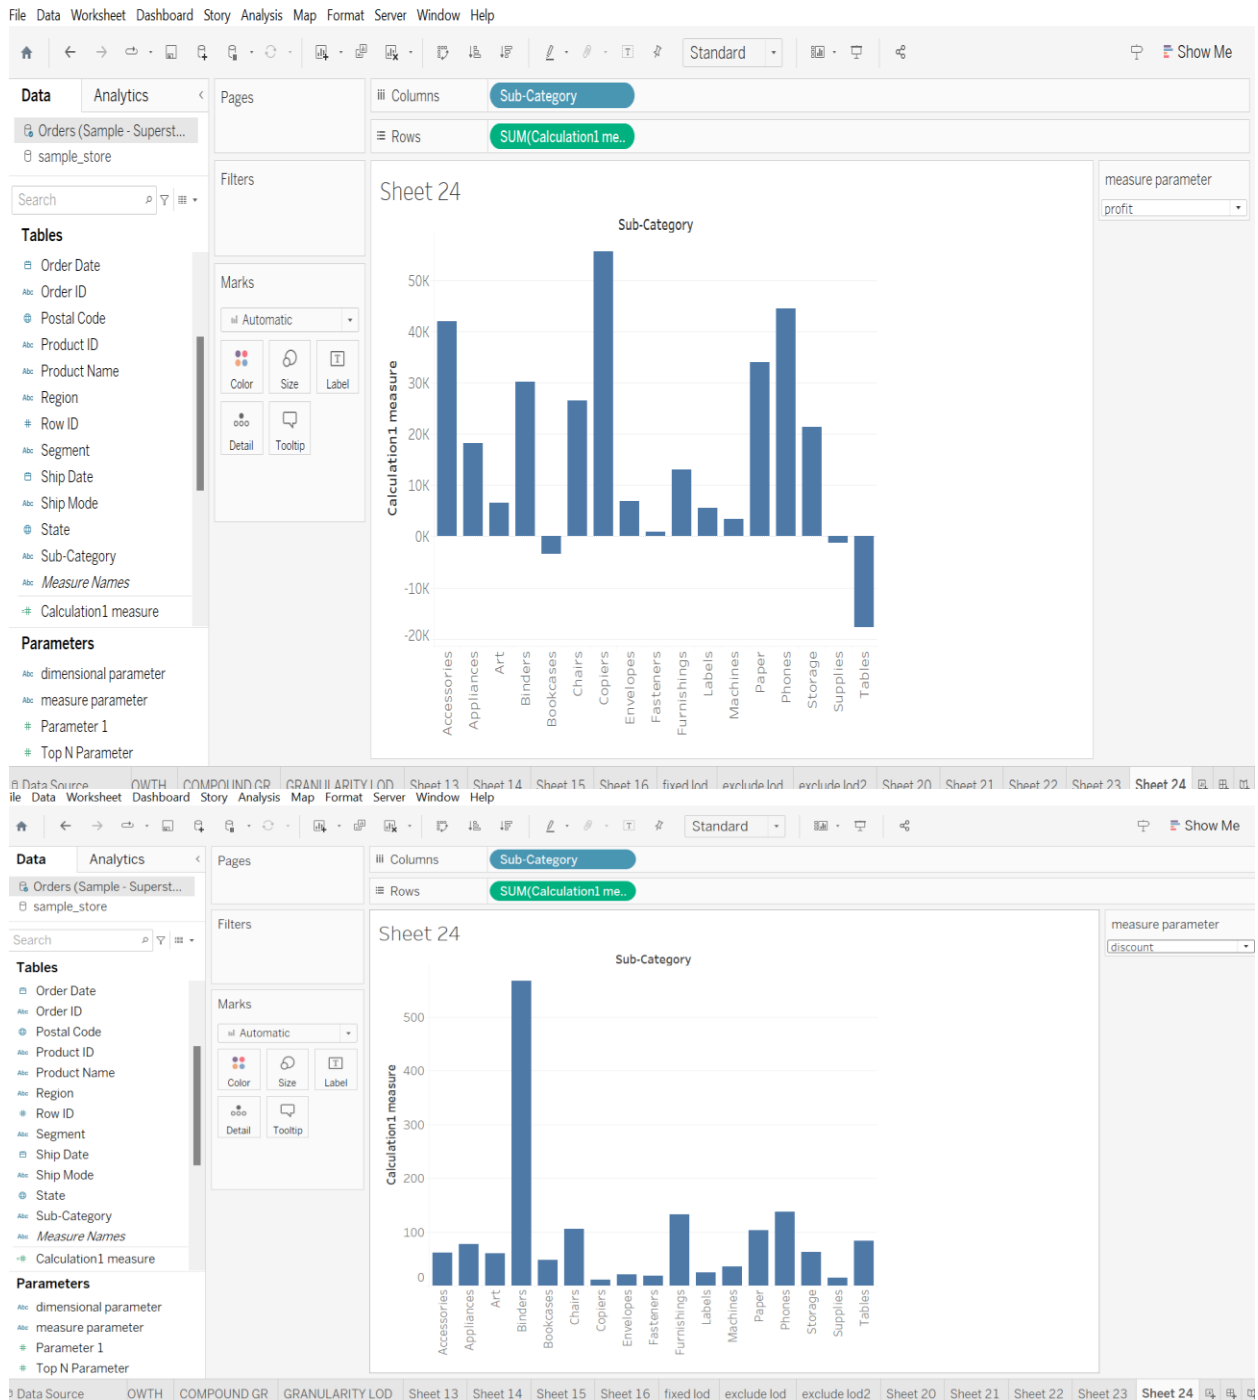 File Data Worksheet Dashboard Story Analysis Map Format Server Window Help
Standard
Show Me
Data Analytics
Orders (Sample - Superst...
sample_store
Search
Tables
Order Date
Order ID
Postal Code
Product ID
Product Name
Region
Row ID
Segment
Ship Date
Ship Mode
State
Sub-Category
Measure Names
Calculation1 measure
Parameters
dimensional parameter
measure parameter
Parameter 1
Top N Parameter
Pages
Filters
Marks
Automatic
Color Size Label
Detail Tooltip
Columns Sub-Category
Rows SUM(Calculation1 me..
Sheet 24
Sub-Category
Calculation1 measure
50K
40K
30K
20K
10K
0K
-10K
-20K
Accessories
Appliances
Art
Binders
Bookcases
Chairs
Copiers
Envelopes
Fasteners
Furnishings
Labels
Machines
Paper
Phones
Storage
Supplies
Tables
measure parameter
profit
Data Source OWTH COMPOUND GR GRANULARITY LOD Sheet 13 Sheet 14 Sheet 15 Sheet 16 fixed lod exclude lod exclude lod2 Sheet 20 Sheet 21 Sheet 22 Sheet 23 Sheet 24
ile Data Worksheet Dashboard Story Analysis Map Format Server Window Help
Standard
Show Me
Data Analytics
Orders (Sample - Superst...
sample_store
Search
Tables
Order Date
Order ID
Postal Code
Product ID
Product Name
Region
Row ID
Segment
Ship Date
Ship Mode
State
Sub-Category
Measure Names
Calculation1 measure
Parameters
dimensional parameter
measure parameter
Parameter 1
Top N Parameter
Pages
Filters
Marks
Automatic
Color Size Label
Detail Tooltip
Columns Sub-Category
Rows SUM(Calculation1 me..
Sheet 24
Sub-Category
Calculation1 measure
500
400
300
200
100
0
Accessories
Appliances
Art
Binders
Bookcases
Chairs
Copiers
Envelopes
Fasteners
Furnishings
Labels
Machines
Paper
Phones
Storage
Supplies
Tables
measure parameter
discount
Data Source OWTH COMPOUND GR GRANULARITY LOD Sheet 13 Sheet 14 Sheet 15 Sheet 16 fixed lod exclude lod exclude lod2 Sheet 20 Sheet 21 Sheet 22 Sheet 23 Sheet 24